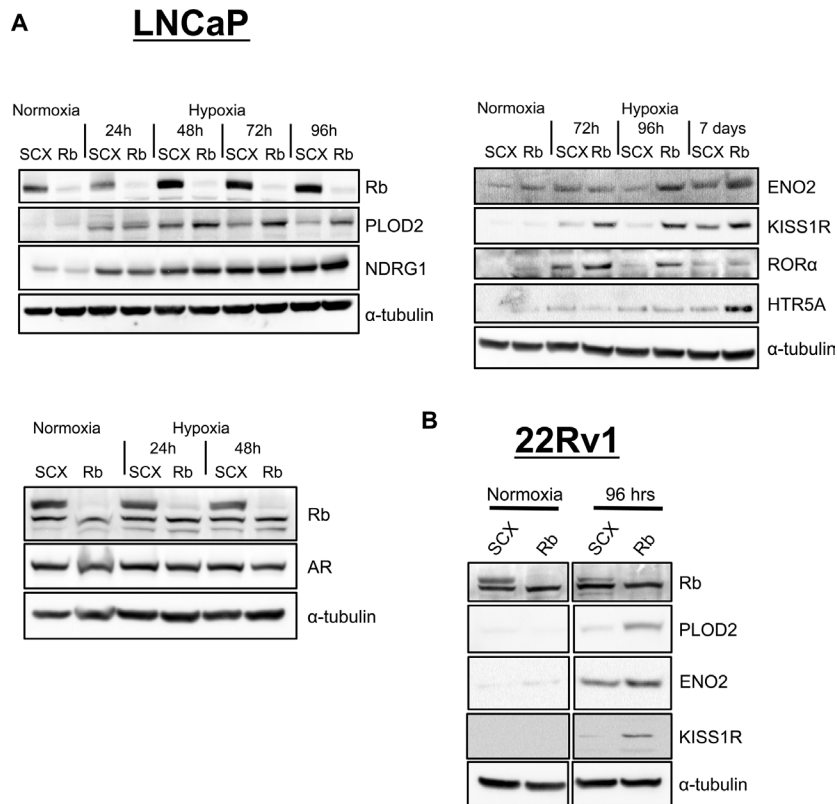 A
LNCaP
Normoxia Hypoxia
24h 48h 72h 96h
SCX Rb SCX Rb SCX Rb SCX Rb SCX Rb
Rb
PLOD2
NDRG1
α-tubulin
Normoxia Hypoxia
72h 96h 7 days
SCX Rb SCX Rb SCX Rb SCX Rb
ENO2
KISS1R
RORα
HTR5A
α-tubulin
Normoxia Hypoxia
24h 48h
SCX Rb SCX Rb SCX Rb
Rb
AR
α-tubulin
B
22Rv1
Normoxia 96 hrs
SCX Rb SCX Rb
Rb
PLOD2
ENO2
KISS1R
α-tubulin